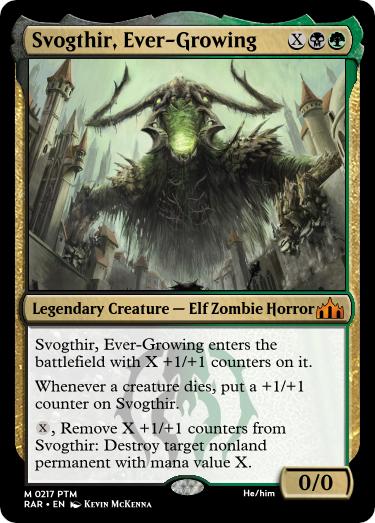 Svogthir, Ever-Growing X
Legendary Creature — Elf Zombie Horror
Svogthir, Ever-Growing enters the
battlefield with X +1/+1 counters on it.
Whenever a creature dies, put a +1/+1
counter on Svogthir.
X, Remove X +1/+1 counters from
Svogthir: Destroy target nonland
permanent with mana value X.
0/0
M 0217 PTM
He/him
RAR • EN Kevin McKenna